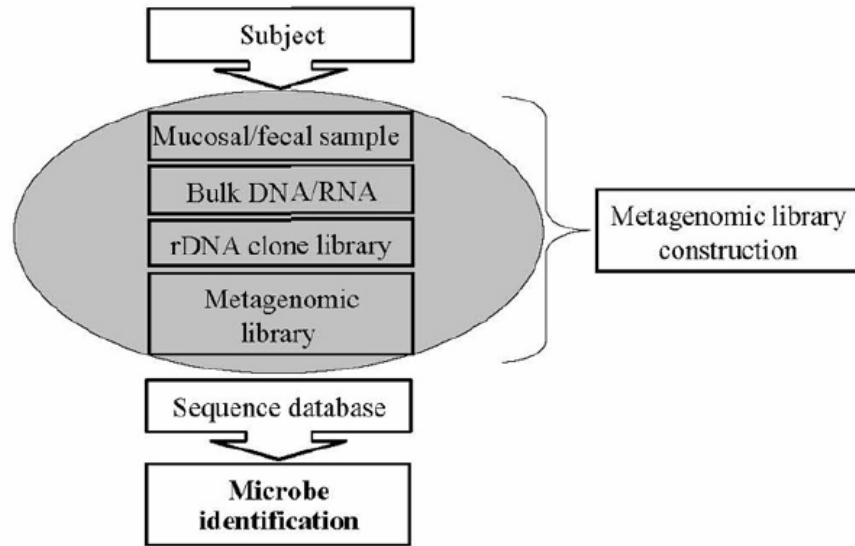 Subject
Mucosal/fecal sample
Bulk DNA/RNA
rDNA clone library
Metagenomic
library
Metagenomic library
construction
Sequence database
Microbe
identification